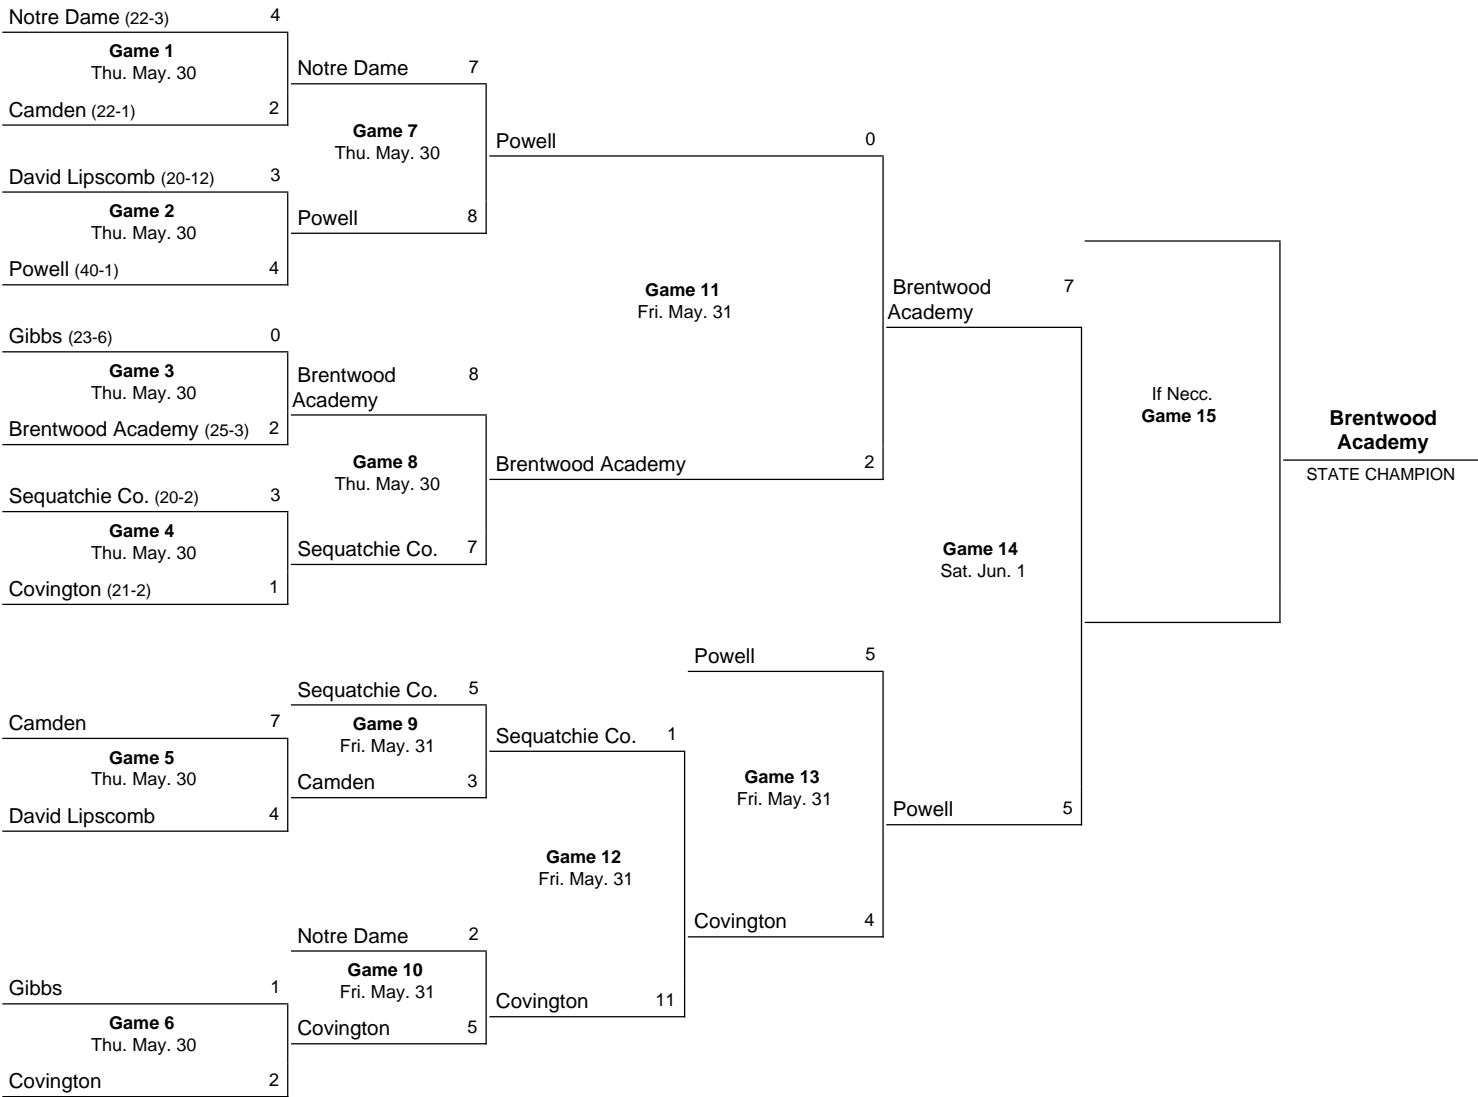 Notre Dame (22-3) 4
Game 1
Thu. May. 30
Camden (22-1) 2
David Lipscomb (20-12) 3
Game 2
Thu. May. 30
Powell (40-1) 4
Gibbs (23-6) 0
Game 3
Thu. May. 30
Brentwood Academy (25-3) 2
Sequatchie Co. (20-2) 3
Game 4
Thu. May. 30
Covington (21-2) 1
Camden 7
Game 5
Thu. May. 30
David Lipscomb 4
Gibbs 1
Game 6
Thu. May. 30
Covington 2
Notre Dame 7
Game 7
Thu. May. 30
Powell 8
Brentwood 8
Academy
Game 8
Thu. May. 30
Sequatchie Co. 7
Sequatchie Co. 5
Game 9
Fri. May. 31
Camden 3
Notre Dame 2
Game 10
Fri. May. 31
Covington 5
Powell 0
Game 11
Fri. May. 31
Brentwood Academy 2
Sequatchie Co. 1
Game 12
Fri. May. 31
Covington 11
Powell 5
Game 13
Fri. May. 31
Covington 4
Brentwood 7
Academy
Game 14
Sat. Jun. 1
Powell 5
If Necc.
Game 15
Brentwood
Academy
STATE CHAMPION